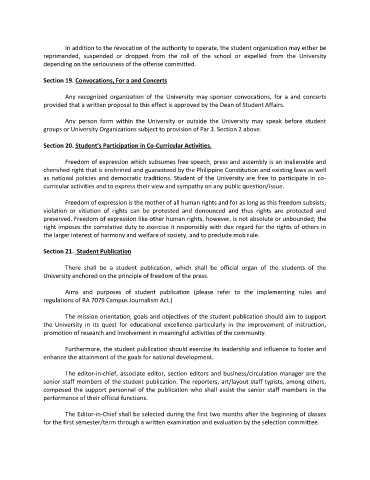 In addition to the revocation of the authority to operate, the student organization may either be
reprimanded, suspended or dropped from the roll of the school or expelled from the University
depending on the seriousness of the offense committed.
Section 19. Convocations, For a and Concerts
Any recognized organization of the University may sponsor convocations, for a and concerts
provided that a written proposal to this effect is approved by the Dean of Student Affairs.
Any person form within the University or outside the University may speak before student
groups or University Organizations subject to provision of Par 3. Section 2 above.
Section 20. Student's Participation in Co-Curricular Activities.
Freedom of expression which subsumes free speech, press and assembly is an inalienable and
cherished right that is enshrined and guaranteed by the Philippine Constitution and existing laws as well
as national policies and democratic traditions. Student of the University are free to participate in co-
curricular activities and to express their view and sympathy on any public question/issue.
Freedom of expression is the mother of all human rights and for as long as this freedom subsists;
violation or vitiation of rights can be protested and denounced and thus rights are protected and
preserved. Freedom of expression like other human rights, however, is not absolute or unbounded; the
right imposes the correlative duty to exercise it responsibly with due regard for the rights of others in
the larger interest of harmony and welfare of society, and to preclude mob rule.
Section 21. Student Publication
There shall be a student publication, which shall be official organ of the students of the
University anchored on the principle of freedom of the press.
Aims and purposes of student publication (please refer to the implementing rules and
regulations of RA 7079 Campus Journalism Act.)
The mission orientation, goals and objectives of the student publication should aim to support
the University in its quest for educational excellence particularly in the improvement of instruction,
promotion of research and involvement in meaningful activities of the community.
Furthermore, the student publication should exercise its leadership and influence to foster and
enhance the attainment of the goals for national development.
The editor-in-chief, associate editor, section editors and business/circulation manager are the
senior staff members of the student publication. The reporters, art/layout staff typists, among others,
composed the support personnel of the publication who shall assist the senior staff members in the
performance of their official functions.
The Editor-in-Chief shall be selected during the first two months after the beginning of classes
for the first semester/term through a written examination and evaluation by the selection committee.